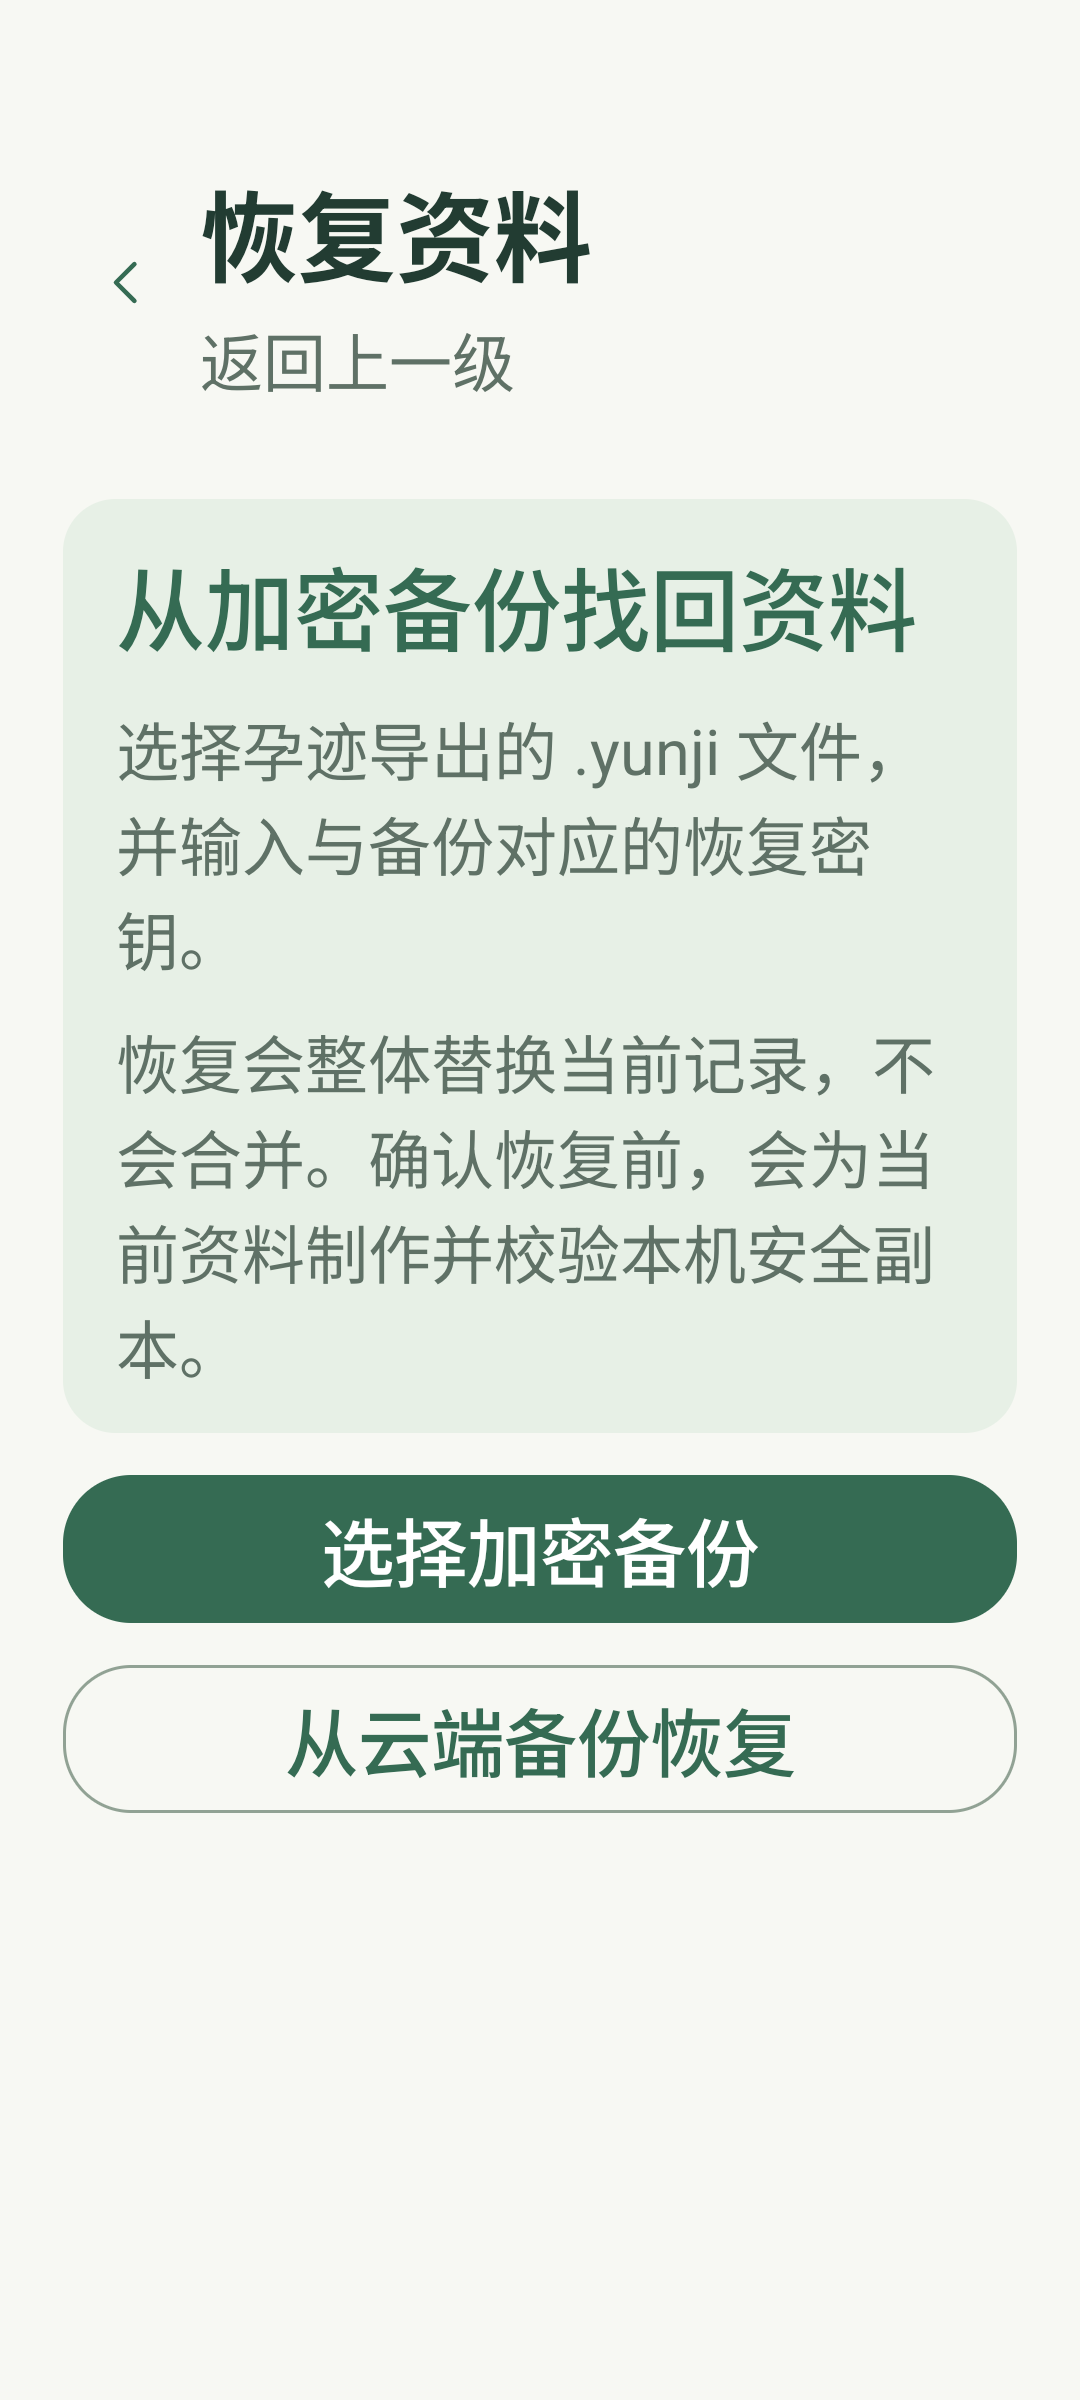 恢复资料
返回上一级
从加密备份找回资料
选择孕迹导出的 .yunji 文件，
并输入与备份对应的恢复密
钥。
恢复会整体替换当前记录，不
会合并。确认恢复前，会为当
前资料制作并校验本机安全副
本。
选择加密备份
从云端备份恢复